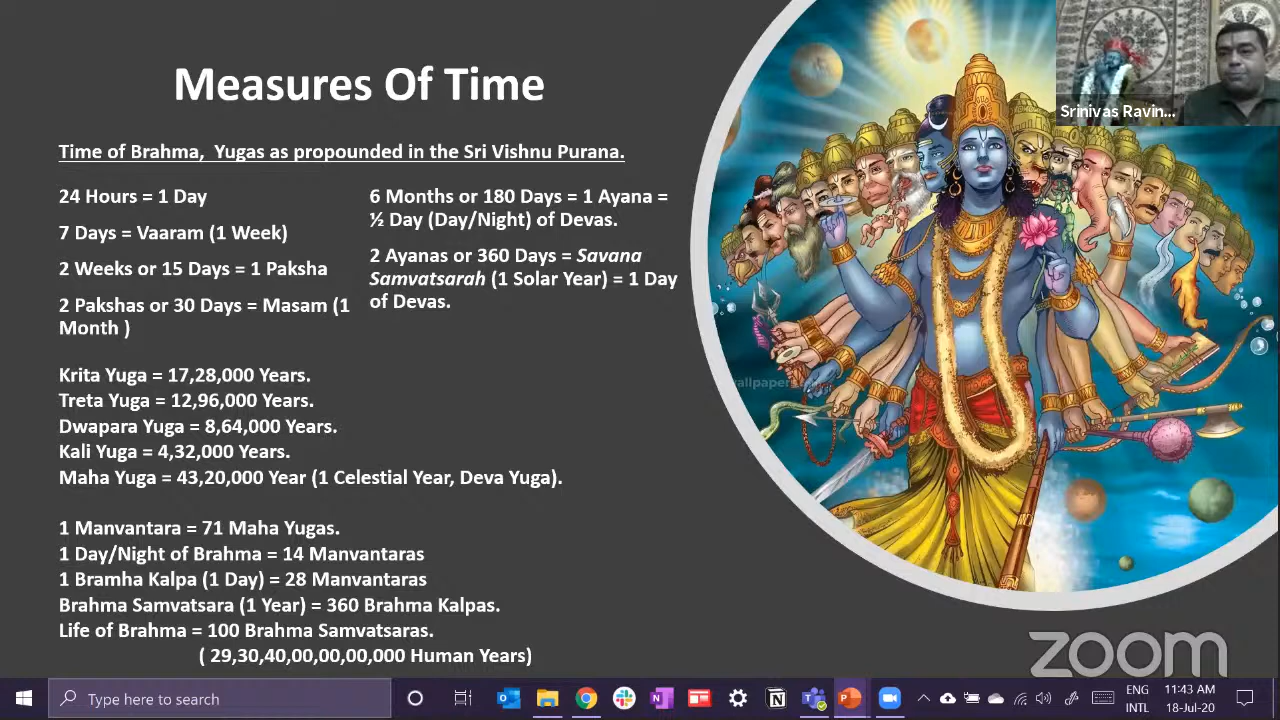 Measures Of Time
Time of Brahma,  Yugas as propounded in the Sri Vishnu Purana.
24 Hours = 1 Day
7 Days = Vaaram (1 Week)
2 Weeks or 15 Days = 1 Paksha
2 Pakshas or 30 Days = Masam (1
Month )
6 Months or 180 Days = 1 Ayana =
½ Day (Day/Night) of Devas.
2 Ayanas or 360 Days = Savana
Samvatsarah (1 Solar Year) = 1 Day
of Devas.
Krita Yuga = 17,28,000 Years.
Treta Yuga = 12,96,000 Years.
Dwapara Yuga = 8,64,000 Years.
Kali Yuga = 4,32,000 Years.
Maha Yuga = 43,20,000 Year (1 Celestial Year, Deva Yuga).
1 Manvantara = 71 Maha Yugas.
1 Day/Night of Brahma = 14 Manvantaras
1 Bramha Kalpa (1 Day) = 28 Manvantaras
Brahma Samvatsara (1 Year) = 360 Brahma Kalpas.
Life of Brahma = 100 Brahma Samvatsaras.
( 29,30,40,00,00,00,000 Human Years)
Srinivas Ravin...
zoom
Type here to search
ENG
INTL
11:43 AM
18-Jul-20